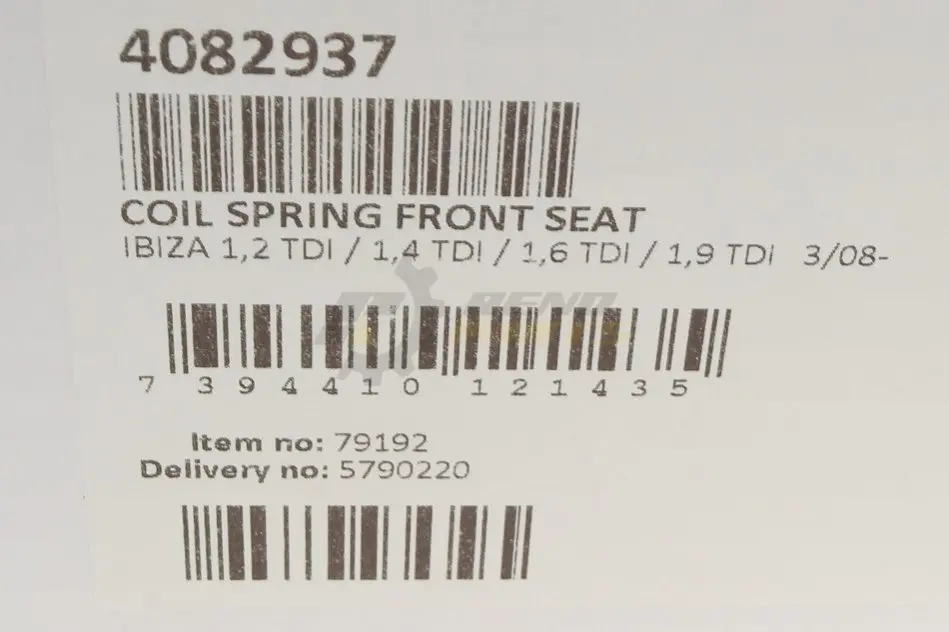 4082937
COIL SPRING FRONT SEAT
IBIZA 1,2 TDI / 1,4 TDI / 1,6 TDI / 1,9 TDI 3/08-
7 394410 121435
Item no: 79192
Delivery no: 5790220